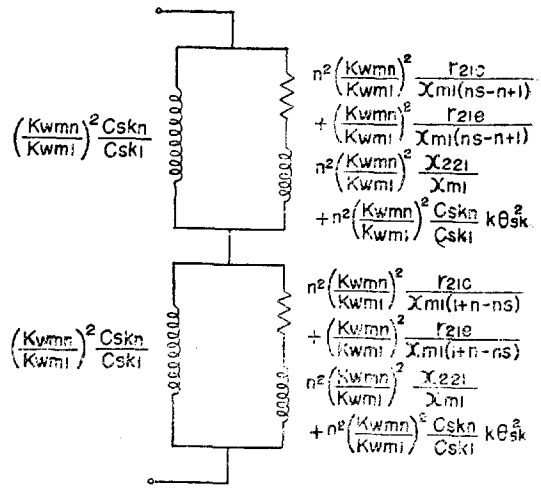 (Kwmn/Kwm1)² Cskn/Csk1
n²(Kwmn/Kwm1)² r21c/xm1(ns-n+1)
+ (Kwmn/Kwm1)² r21e/xm1(ns-n+1)
n²(Kwmn/Kwm1)² x221/xm1
+ n²(Kwmn/Kwm1)² Cskn/Csk1 kθ²sk
(Kwmn/Kwm1)² Cskn/Csk1
n²(Kwmn/Kwm1)² r21c/xm1(1+n-ns)
+ (Kwmn/Kwm1)² r21e/xm1(1+n-ns)
n²(Kwmn/Kwm1)² x221/xm1
+ n²(Kwmn/Kwm1)² Cskn/Csk1 kθ²sk